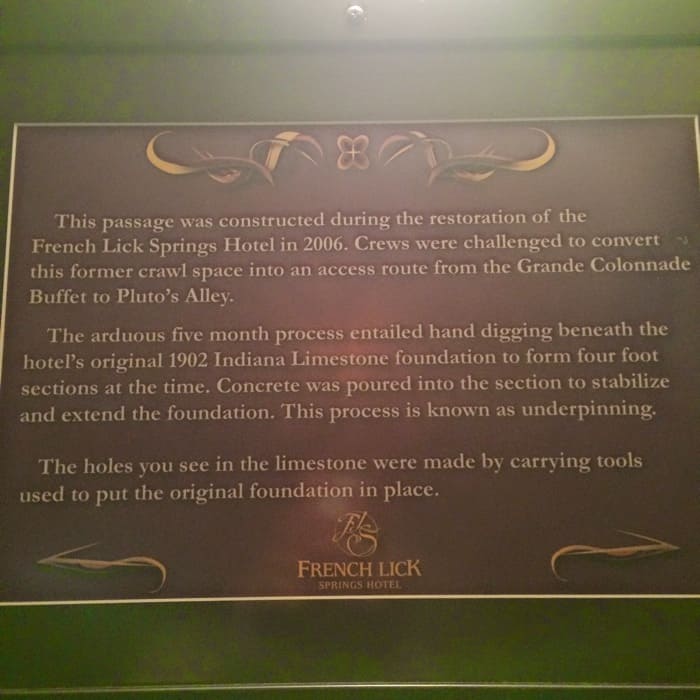 This passage was constructed during the restoration of the
French Lick Springs Hotel in 2006. Crews were challenged to convert
this former crawl space into an access route from the Grande Colonnade
Buffet to Pluto's Alley.
The arduous five month process entailed hand digging beneath the
hotel's original 1902 Indiana Limestone foundation to form four foot
sections at the time. Concrete was poured into the section to stabilize
and extend the foundation. This process is known as underpinning.
The holes you see in the limestone were made by carrying tools
used to put the original foundation in place.
FRENCH LICK
SPRINGS HOTEL